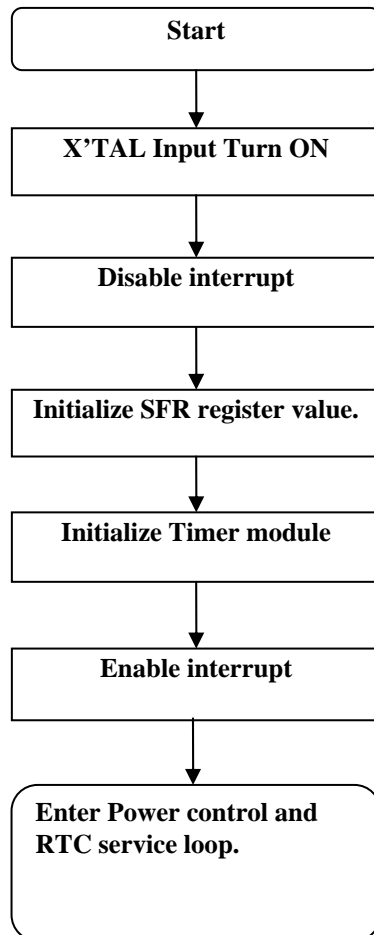 Start
X’TAL Input Turn ON
Disable interrupt
Initialize SFR register value.
Initialize Timer module
Enable interrupt
Enter Power control and
RTC service loop.